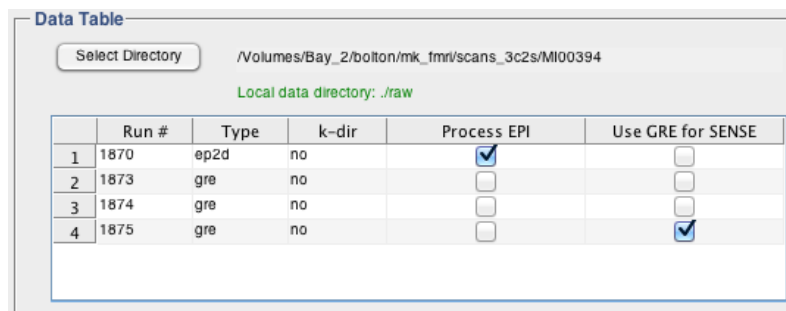 Data Table
Select Directory /Volumes/Bay_2/bolton/mk_fmri/scans_3c2s/MI00394
Local data directory: ./raw
Run # Type k-dir Process EPI Use GRE for SENSE
1 1870 ep2d no
2 1873 gre no
3 1874 gre no
4 1875 gre no